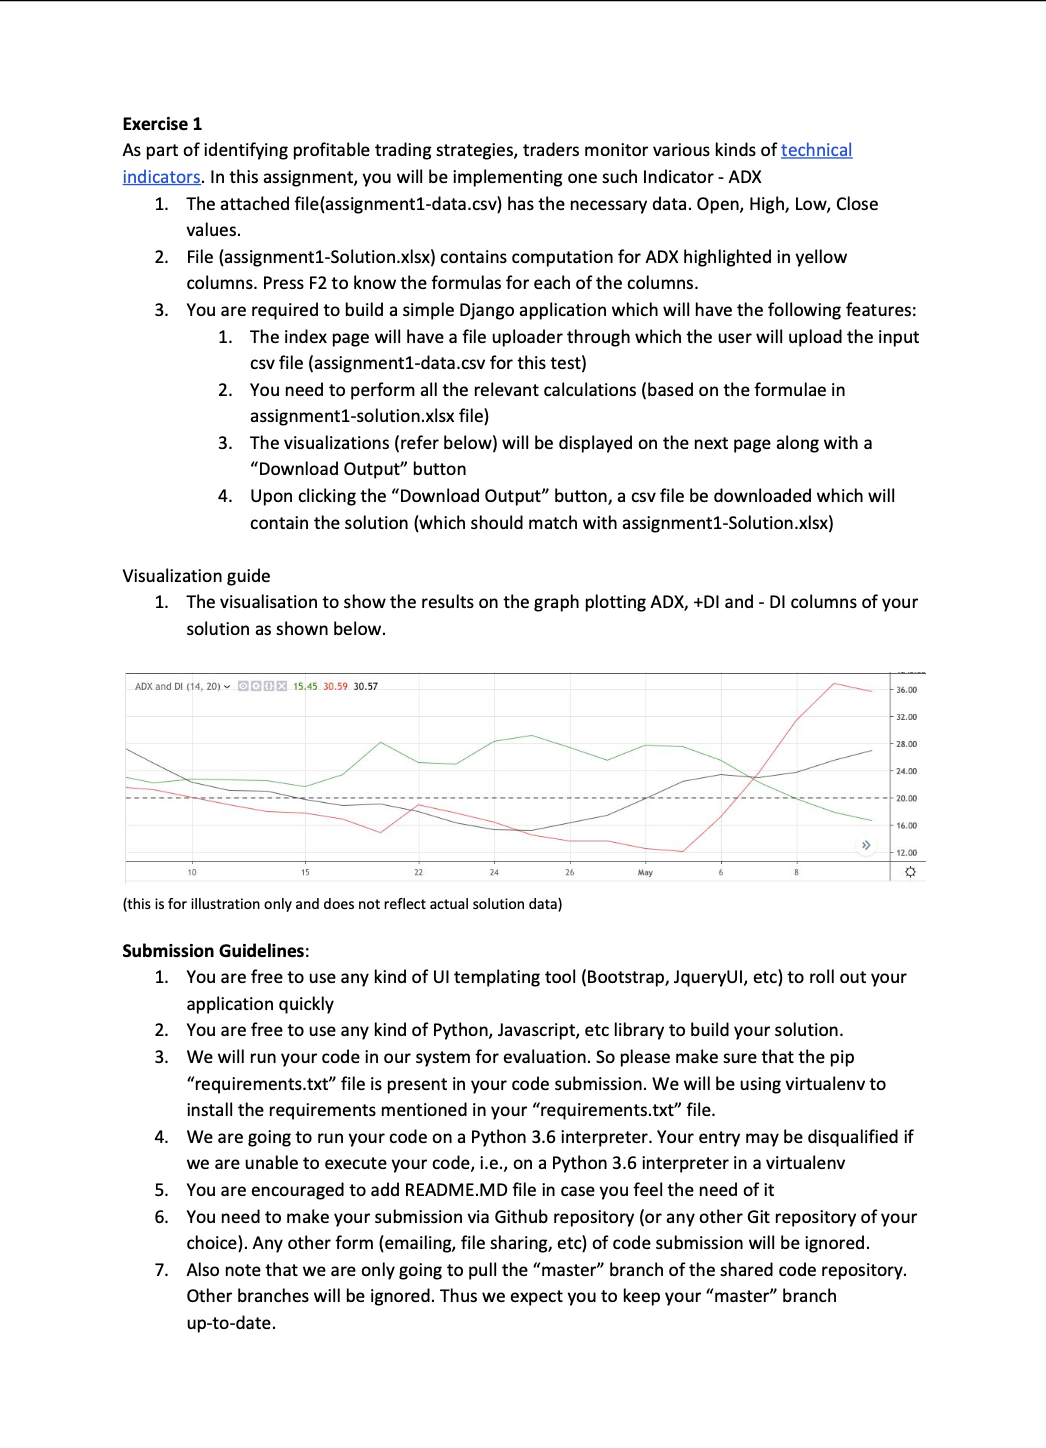 Exercise 1
As part of identifying profitable trading strategies, traders monitor various kinds of technical
indicators. In this assignment, you will be implementing one such Indicator - ADX
1. The attached file(assignment1-data.csv) has the necessary data. Open, High, Low, Close
values.
2. File (assignment1-Solution.xlsx) contains computation for ADX highlighted in yellow
columns. Press F2 to know the formulas for each of the columns.
3. You are required to build a simple Django application which will have the following features:
1. The index page will have a file uploader through which the user will upload the input
csv file (assignment1-data.csv for this test)
2. You need to perform all the relevant calculations (based on the formulae in
assignment1-solution.xlsx file)
3. The visualizations (refer below) will be displayed on the next page along with a
“Download Output” button
4. Upon clicking the “Download Output” button, a csv file be downloaded which will
contain the solution (which should match with assignment1-Solution.xlsx)
Visualization guide
1. The visualisation to show the results on the graph plotting ADX, +DI and - DI columns of your
solution as shown below.
ADX and DI (14, 20) 15.45 30.59 30.57
36.00
32.00
28.00
24.00
20.00
16.00
12.00
10 15 22 24 26 May 6 8
(this is for illustration only and does not reflect actual solution data)
Submission Guidelines:
1. You are free to use any kind of UI templating tool (Bootstrap, JqueryUI, etc) to roll out your
application quickly
2. You are free to use any kind of Python, Javascript, etc library to build your solution.
3. We will run your code in our system for evaluation. So please make sure that the pip
“requirements.txt” file is present in your code submission. We will be using virtualenv to
install the requirements mentioned in your “requirements.txt” file.
4. We are going to run your code on a Python 3.6 interpreter. Your entry may be disqualified if
we are unable to execute your code, i.e., on a Python 3.6 interpreter in a virtualenv
5. You are encouraged to add README.MD file in case you feel the need of it
6. You need to make your submission via Github repository (or any other Git repository of your
choice). Any other form (emailing, file sharing, etc) of code submission will be ignored.
7. Also note that we are only going to pull the “master” branch of the shared code repository.
Other branches will be ignored. Thus we expect you to keep your “master” branch
up-to-date.